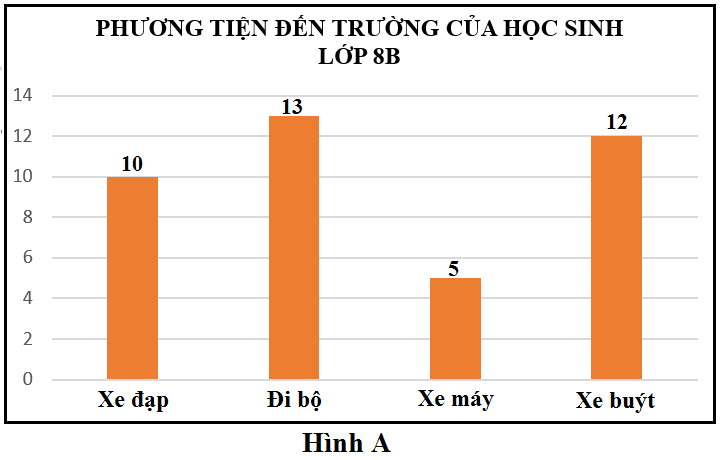 PHƯƠNG TIỆN ĐẾN TRƯỜNG CỦA HỌC SINH
LỚP 8B
14
12
10
8
6
4
2
0
10
13
5
12
Xe đạp
Đi bộ
Xe máy
Xe buýt
Hình A